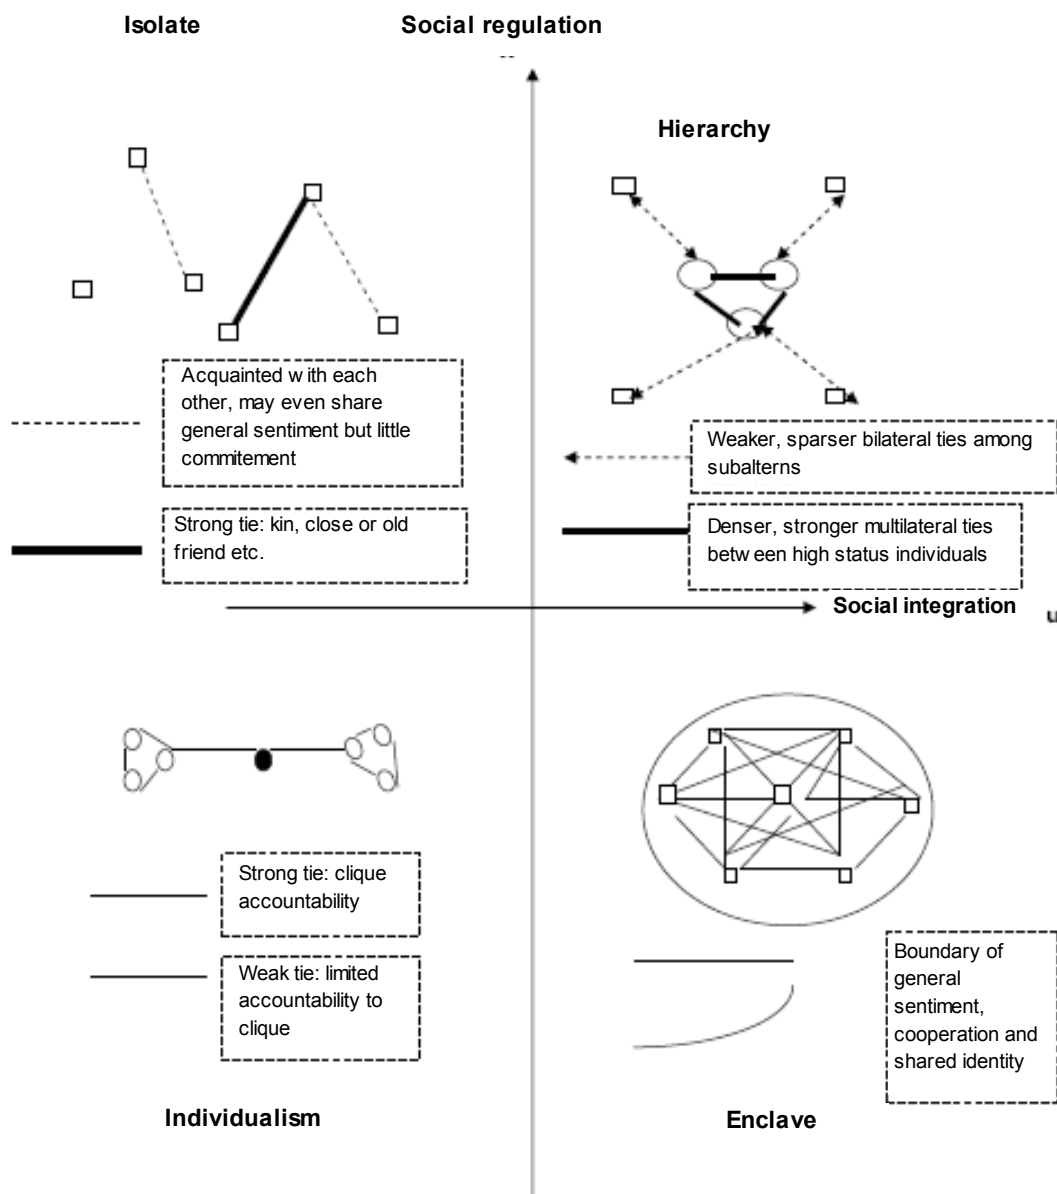 Isolate
Social regulation
Hierarchy
Acquainted with each
other, may even share
general sentiment but little
commitement
Weaker, sparser bilateral ties among
subalterns
Strong tie: kin, close or old
friend etc.
Denser, stronger multilateral ties
between high status individuals
Social integration
u
Strong tie: clique
accountability
Weak tie: limited
accountability to
clique
Boundary of
general
sentiment,
cooperation and
shared identity
Individualism
Enclave